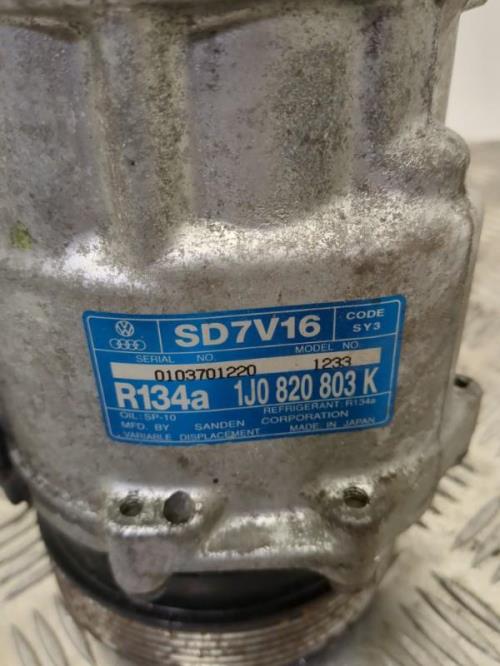 SD7V16
CODE
SY3
SERIAL NO. MODEL NO.
0103701220 1233
R134a 1J0 820 803 K
OIL: SP-10 REFRIGERANT: R134a
MFD. BY SANDEN CORPORATION
VARIABLE DISPLACEMENT MADE IN JAPAN